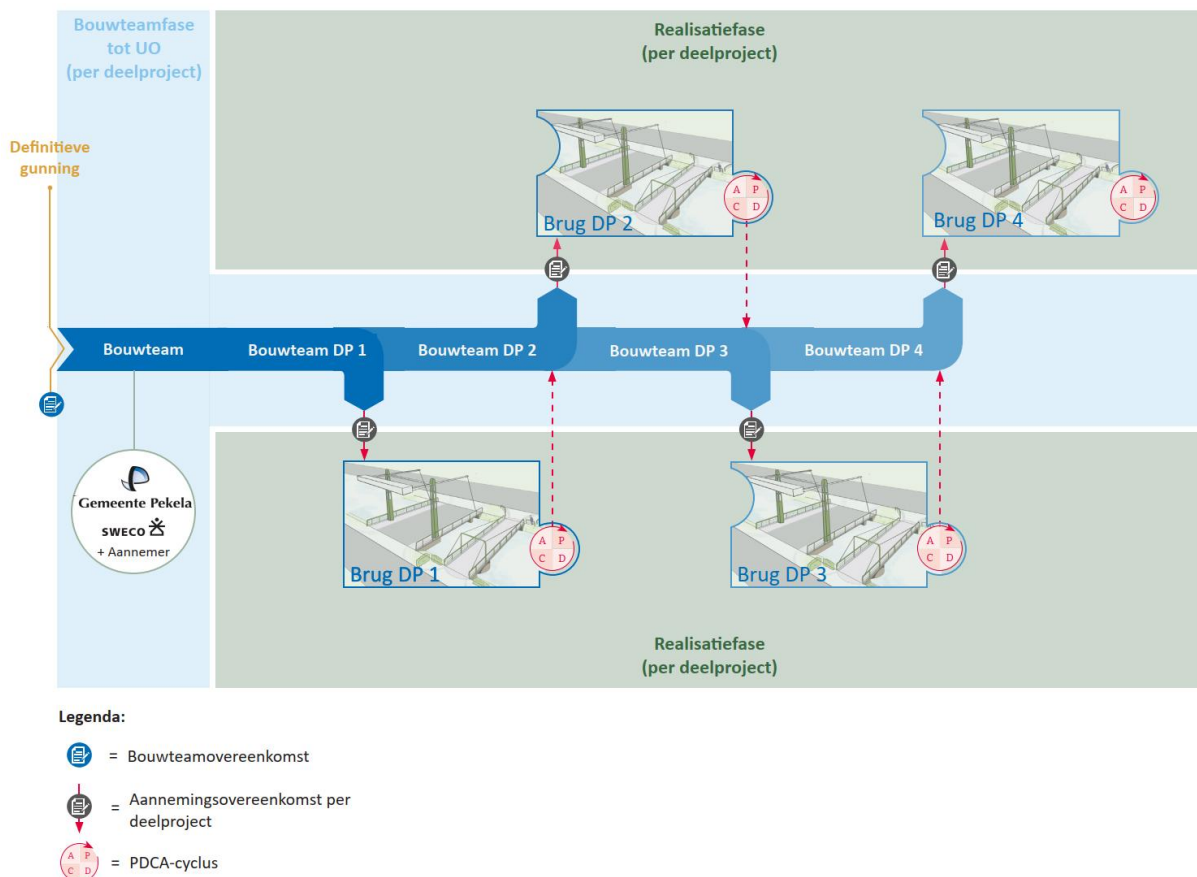 Bouwteamfase
tot UO
(per deelproject)
Realisatiefase
(per deelproject)
Definitieve
gunning
A P
C D
Brug DP 2
A P
C D
Brug DP 4
Bouwteam
Bouwteam DP 1
Bouwteam DP 2
Bouwteam DP 3
Bouwteam DP 4
Gemeente Pekela
SWECO
+ Aannemer
A P
C D
Brug DP 1
A P
C D
Brug DP 3
Realisatiefase
(per deelproject)
Legenda:
= Bouwteamovereenkomst
= Aannemingsovereenkomst per
deelproject
A P
C D
= PDCA-cyclus